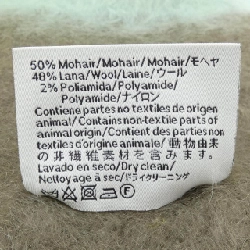 50% Mohair/Mohair/Mohair/モヘヤ
48% Lana/Wool/Laine/ウール
2% Poliamida/Polyamide/
Polyamide/ナイロン
Contiene partes no textiles de origen
animal/Contains non-textile parts of
animal origin/Contient des parties non
textiles d'origine animale/動物由来
の非繊維素材を含みます。
Lavado en seco/Dry clean/
Nettoyage a sec/ドライクリーニング
F